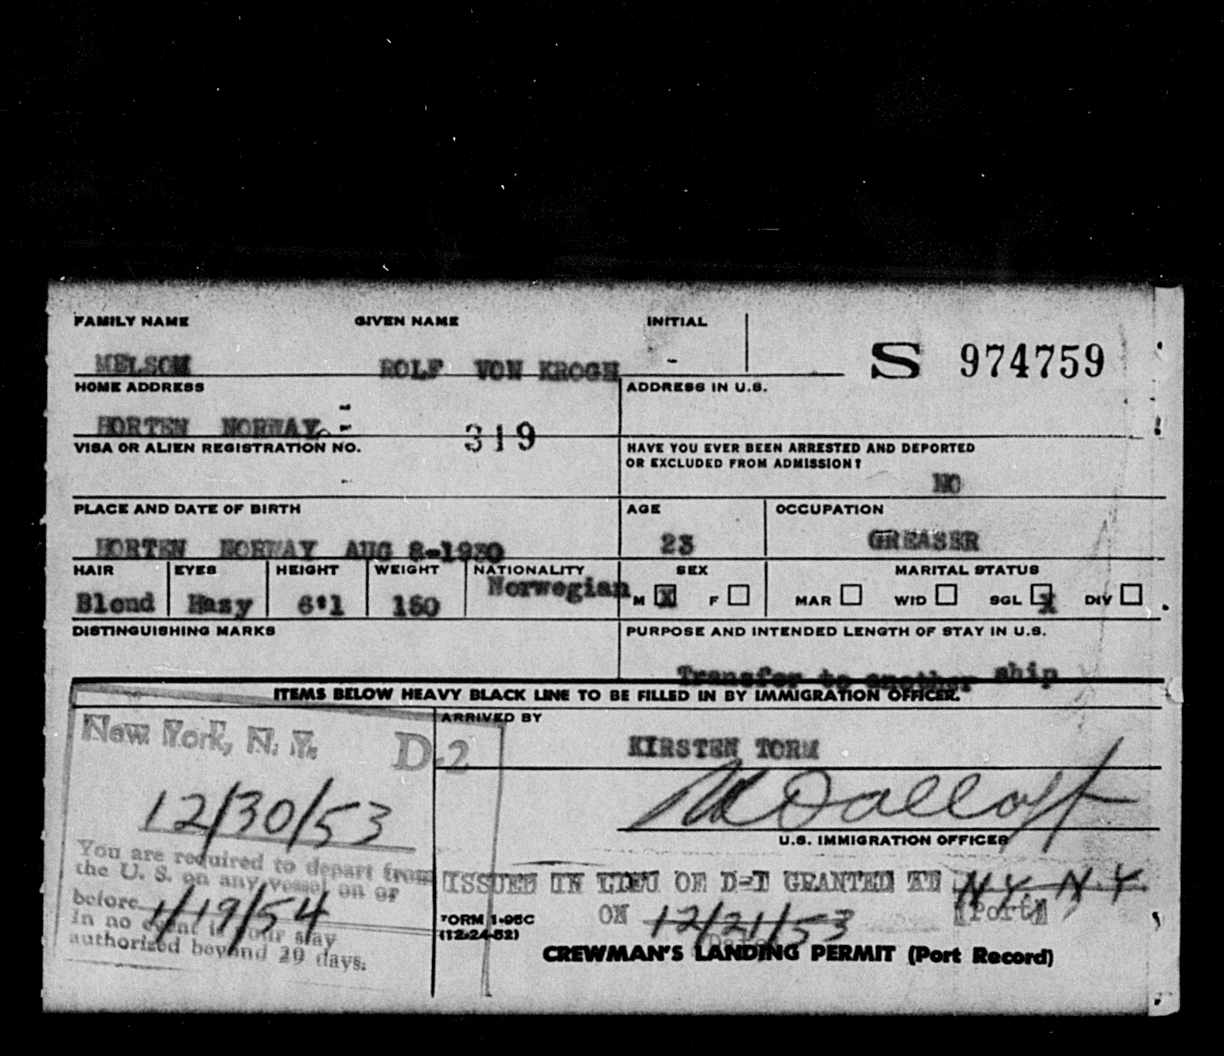 FAMILY NAME GIVEN NAME INITIAL
MELSOM ROLF VON KROGH - S 974759
HOME ADDRESS ADDRESS IN U.S.
HORTEN NORWAY. 319
VISA OR ALIEN REGISTRATION NO. HAVE YOU EVER BEEN ARRESTED AND DEPORTED
OR EXCLUDED FROM ADMISSION?
NO
PLACE AND DATE OF BIRTH AGE OCCUPATION
HORTEN NORWAY AUG 8-1930 23 GREASER
HAIR EYES HEIGHT WEIGHT NATIONALITY SEX MARITAL STATUS
Blond Hazy 6'1 160 Norwegian M X F MAR WID SGL X DIV
DISTINGUISHING MARKS PURPOSE AND INTENDED LENGTH OF STAY IN U.S.
Transfer to another ship
ITEMS BELOW HEAVY BLACK LINE TO BE FILLED IN BY IMMIGRATION OFFICER.
New York, N. Y. D-2
12/30/53
You are required to depart from
the U. S. on any vessel on or
before 1/19/54
In no event is your stay
authorized beyond 29 days.
ARRIVED BY
KIRSTEN TORM
U.S. IMMIGRATION OFFICER
ISSUED IN LIEU OF D-1 GRANTED AT N.Y. N.Y.
(Port)
ON 12/21/53
FORM I-95C
(12-24-52)
CREWMAN'S LANDING PERMIT (Port Record)